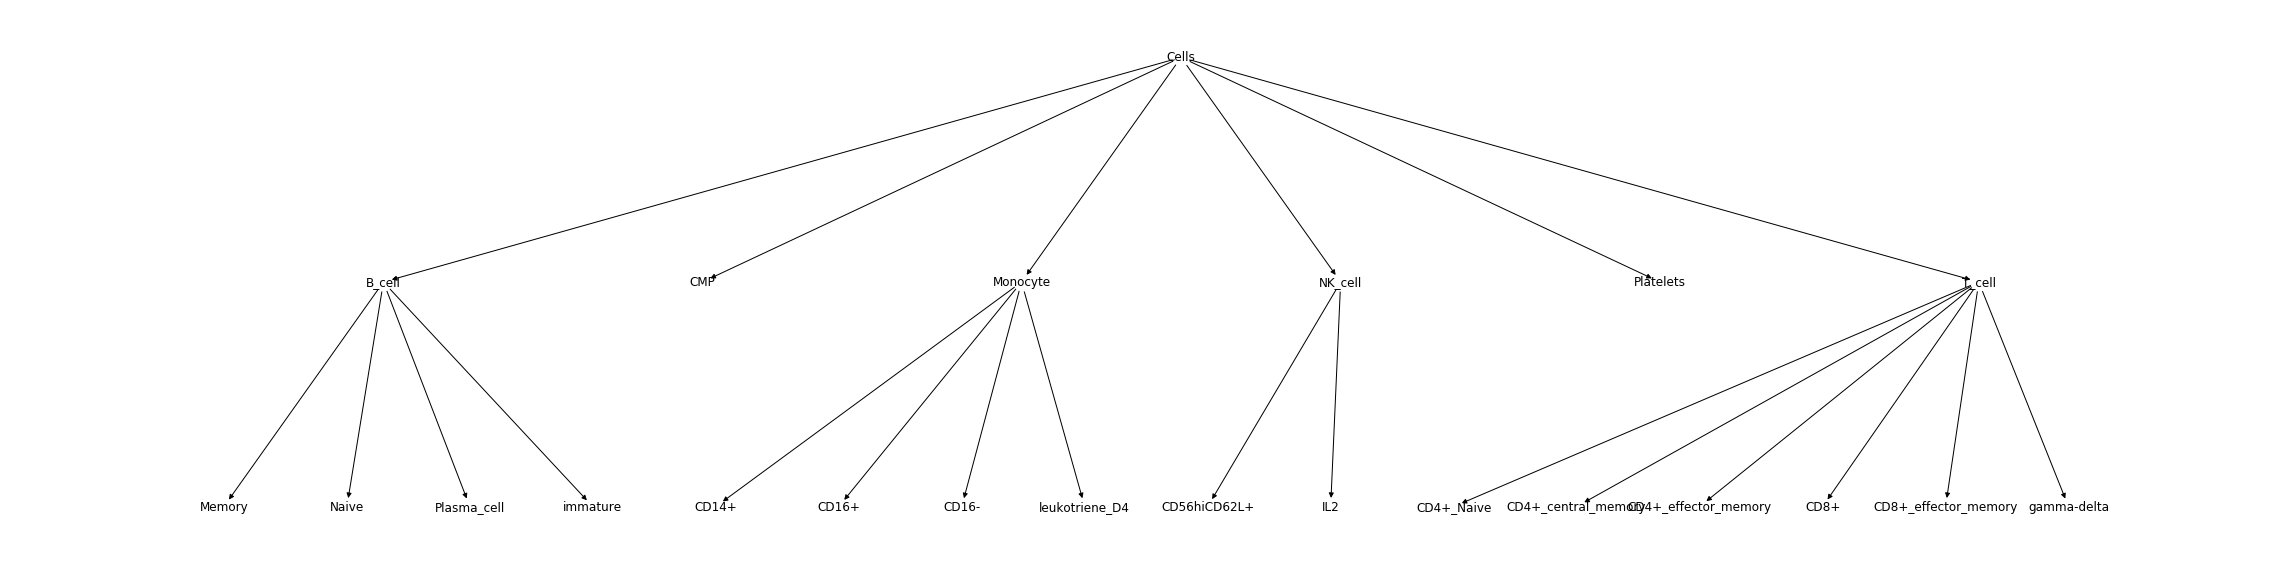 Cells
B_cell
CMP
Monocyte
NK_cell
Platelets
T_cell
Memory
Naive
Plasma_cell
immature
CD14+
CD16+
CD16-
leukotriene_D4
CD56hiCD62L+
IL2
CD4+_Naive
CD4+_central_memory
CD4+_effector_memory
CD8+
CD8+_effector_memory
gamma-delta